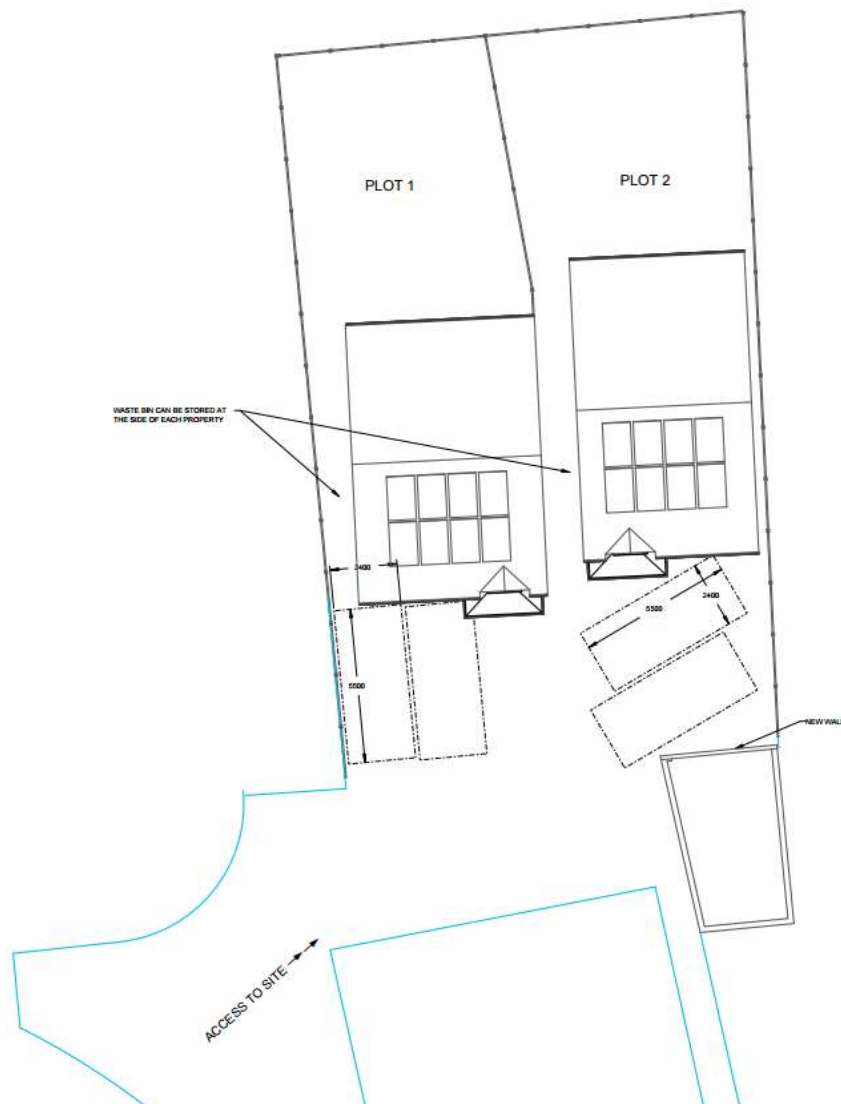 PLOT 1
PLOT 2
WASTE BIN CAN BE STORED AT
THE SIDE OF EACH PROPERTY
2400
5500
5500
2400
NEW WALL
ACCESS TO SITE